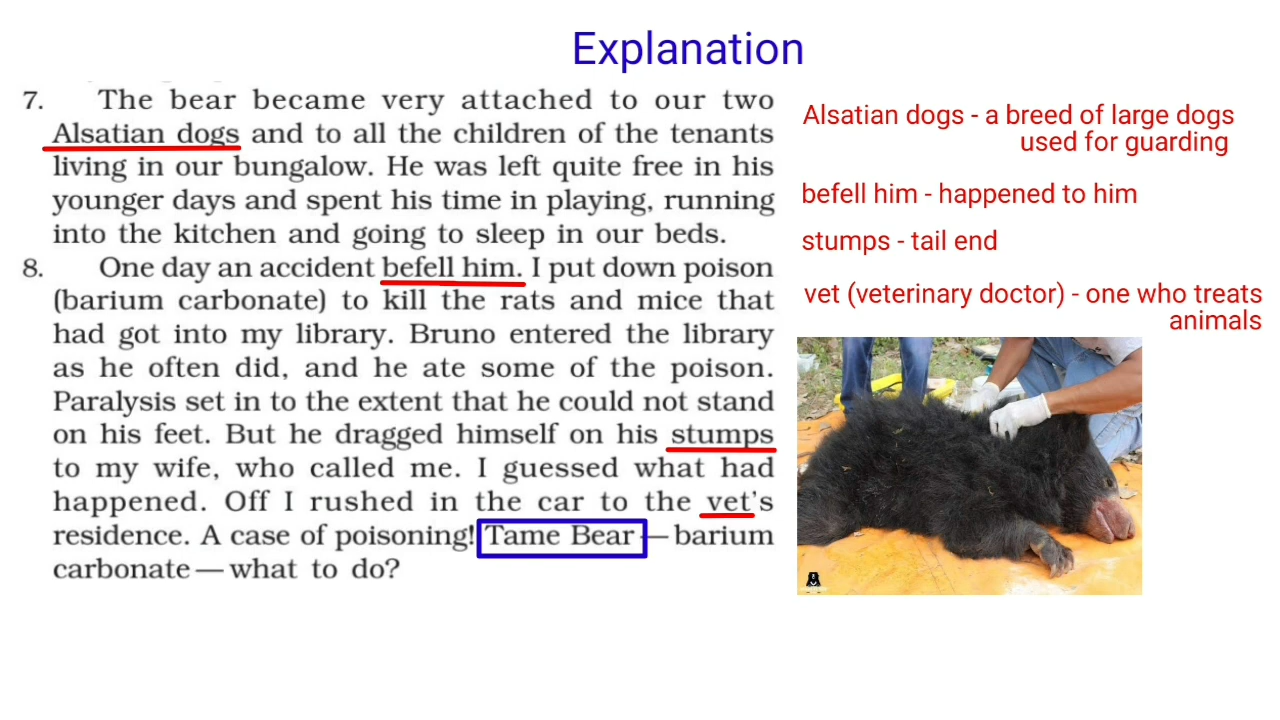 Explanation
7. The bear became very attached to our two
Alsatian dogs and to all the children of the tenants
living in our bungalow. He was left quite free in his
younger days and spent his time in playing, running
into the kitchen and going to sleep in our beds.
8. One day an accident befell him. I put down poison
(barium carbonate) to kill the rats and mice that
had got into my library. Bruno entered the library
as he often did, and he ate some of the poison.
Paralysis set in to the extent that he could not stand
on his feet. But he dragged himself on his stumps
to my wife, who called me. I guessed what had
happened. Off I rushed in the car to the vet's
residence. A case of poisoning! Tame Bear — barium
carbonate — what to do?
Alsatian dogs - a breed of large dogs
used for guarding
befell him - happened to him
stumps - tail end
vet (veterinary doctor) - one who treats
animals